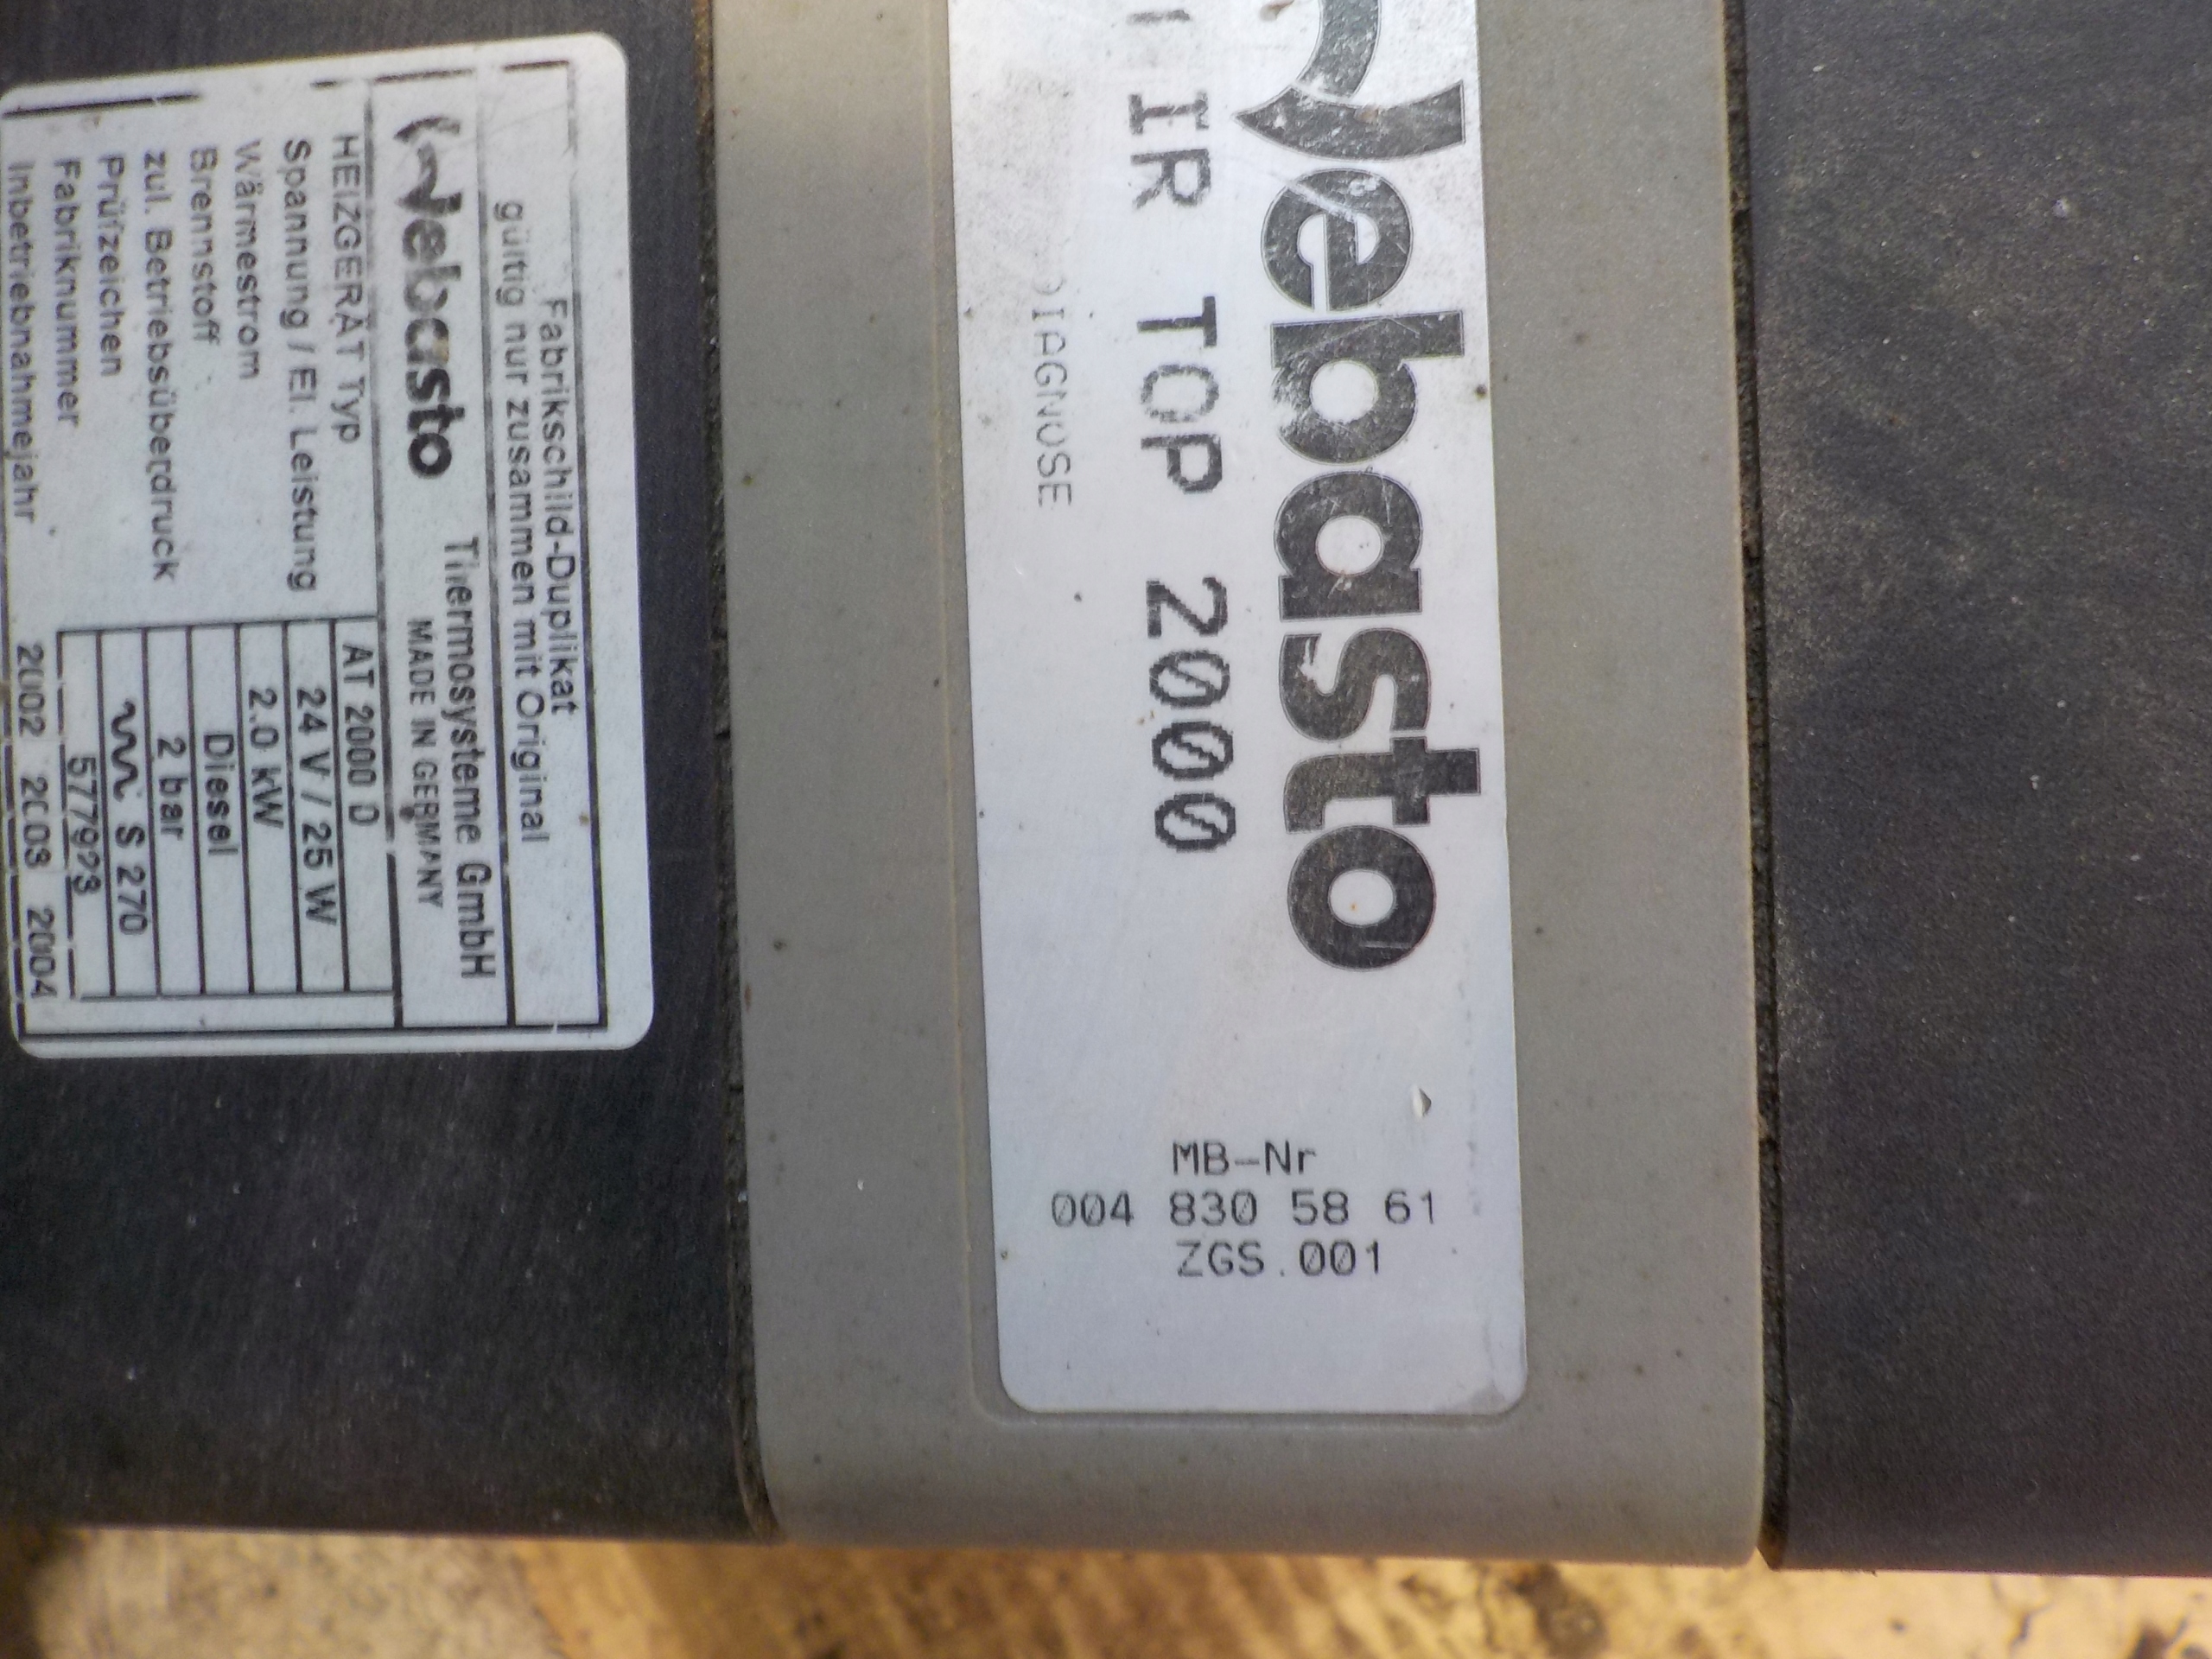 Fabrikschild-Duplikat
gültig nur zusammen mit Original
Webasto Thermosysteme GmbH
MADE IN GERMANY
HEIZGERÄT Typ AT 2000 D
Spannung / El. Leistung 24 V / 25 W
Wärmestrom 2.0 kW
Brennstoff Diesel
zul. Betriebsüberdruck 2 bar
Prüfzeichen S 270
Fabriknummer
Inbetriebnahmejahr 2002 2003 2004
Webasto
IR TOP 2000
DIAGNOSE
MB-Nr
004 830 58 61
ZGS.001